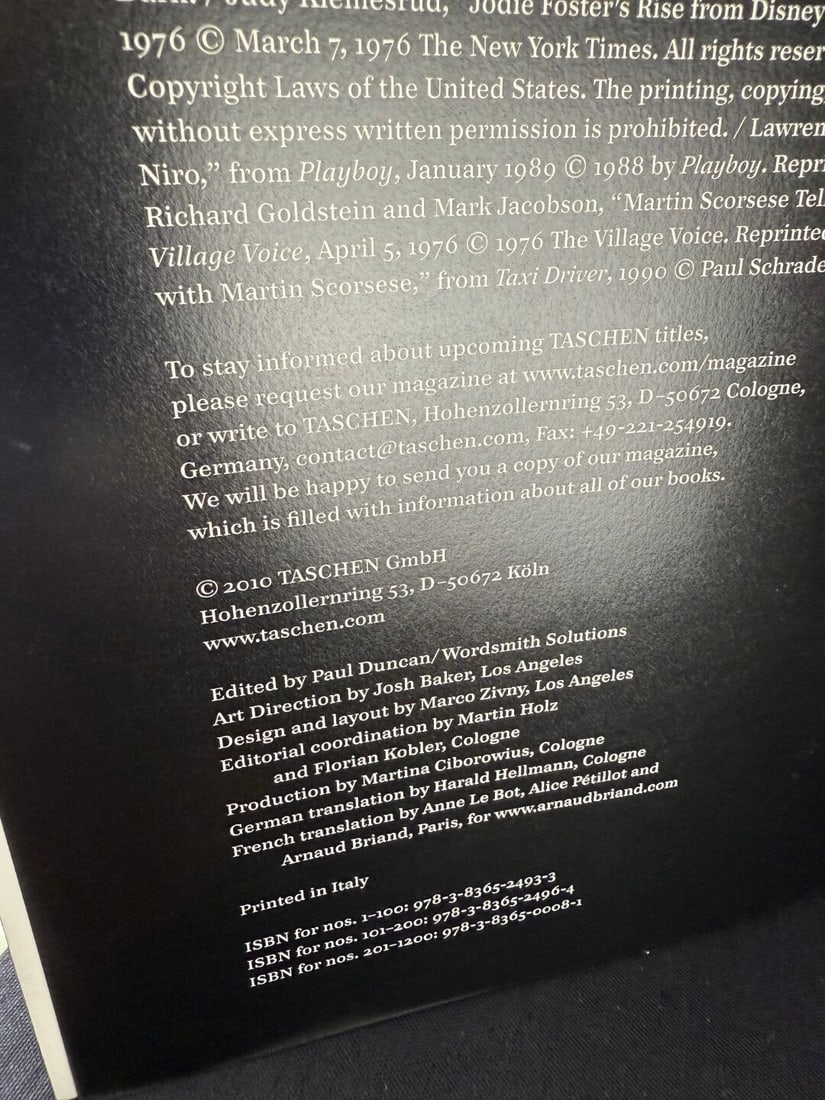 Judy Klemesrud, “Jodie Foster’s Rise from Disney
1976 © March 7, 1976 The New York Times. All rights reser
Copyright Laws of the United States. The printing, copying
without express written permission is prohibited. / Lawren
Niro,” from Playboy, January 1989 © 1988 by Playboy. Repri
Richard Goldstein and Mark Jacobson, “Martin Scorsese Tel
Village Voice, April 5, 1976 © 1976 The Village Voice. Reprinted
with Martin Scorsese,” from Taxi Driver, 1990 © Paul Schrade
To stay informed about upcoming TASCHEN titles,
please request our magazine at www.taschen.com/magazine
or write to TASCHEN, Hohenzollernring 53, D–50672 Cologne,
Germany, contact@taschen.com, Fax: +49-221-254919.
We will be happy to send you a copy of our magazine,
which is filled with information about all of our books.
© 2010 TASCHEN GmbH
Hohenzollernring 53, D–50672 Köln
www.taschen.com
Edited by Paul Duncan/Wordsmith Solutions
Art Direction by Josh Baker, Los Angeles
Design and layout by Marco Zivny, Los Angeles
Editorial coordination by Martin Holz
and Florian Kobler, Cologne
Production by Martina Ciborowius, Cologne
German translation by Harald Hellmann, Cologne
French translation by Anne Le Bot, Alice Pétillot and
Arnaud Briand, Paris, for www.arnaudbriand.com
Printed in Italy
ISBN for nos. 1–100: 978-3-8365-2493-3
ISBN for nos. 101–200: 978-3-8365-2496-4
ISBN for nos. 201–1200: 978-3-8365-0008-1